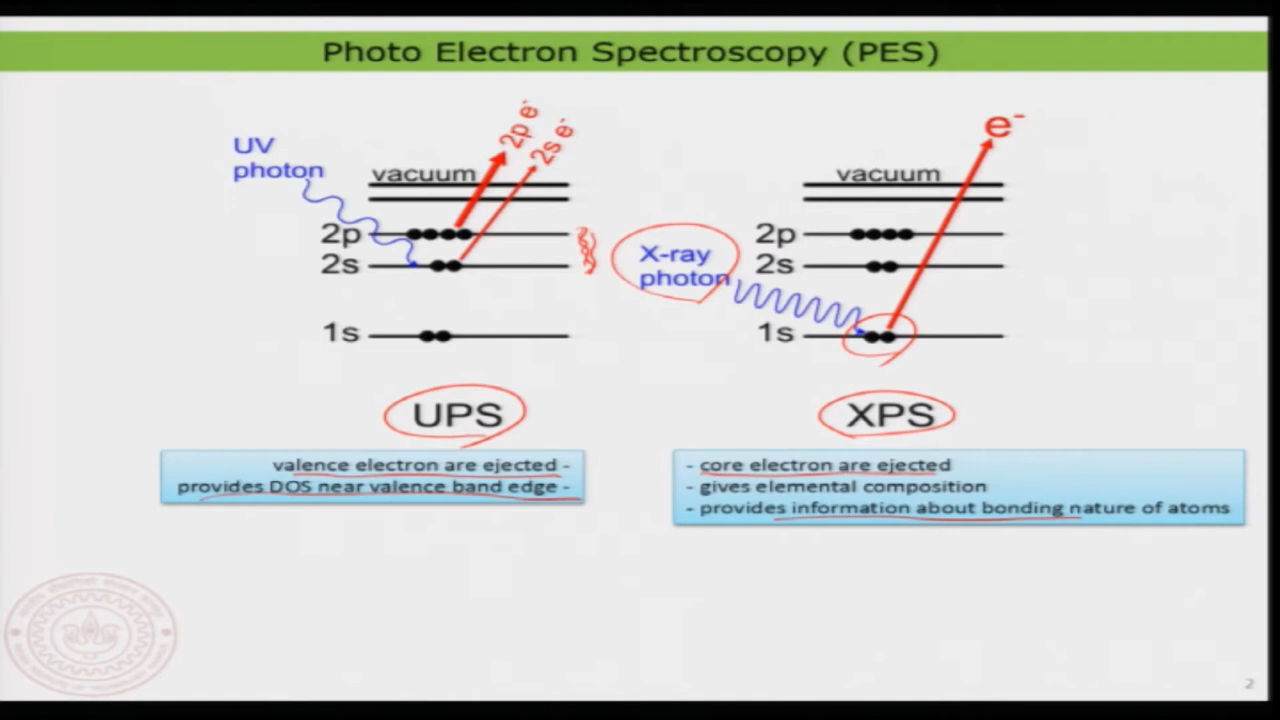 Photo Electron Spectroscopy (PES)
UV
photon
vacuum
2p e-
2s e-
2p
2s
1s
UPS
valence electron are ejected -
provides DOS near valence band edge -
X-ray
photon
vacuum
e-
2p
2s
1s
XPS
- core electron are ejected
- gives elemental composition
- provides information about bonding nature of atoms
2